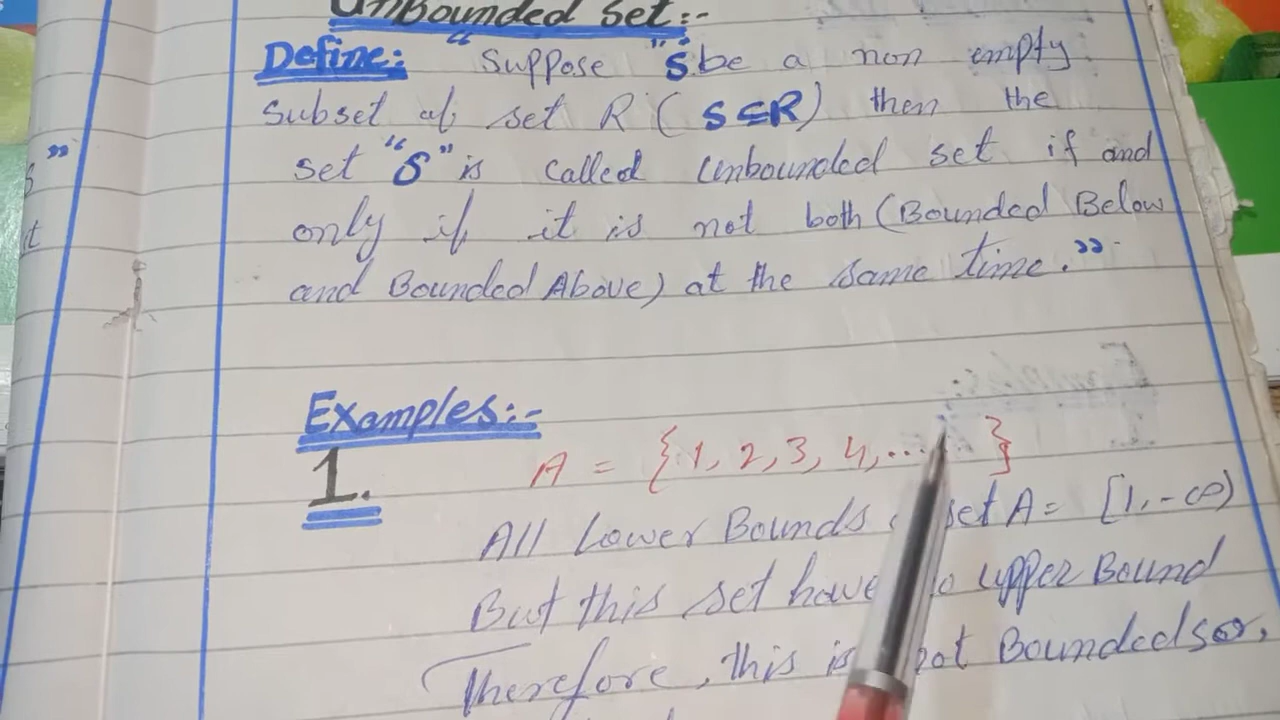 Unbounded Set:-
Define: "Suppose "S" be a non empty
Subset of set R (S⊆R) then the
set "S" is called Unbounded set if and
only if it is not both (Bounded Below
and Bounded Above) at the same time."
Examples:-
1. A = {1, 2, 3, 4, ... }
All Lower Bounds set A = [1, -∞)
But this set have upper Bound
Therefore, this is not Bounded